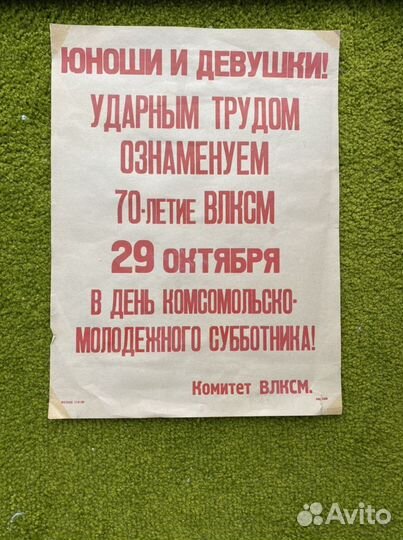 ЮНОШИ И ДЕВУШКИ!
УДАРНЫМ ТРУДОМ
ОЗНАМЕНУЕМ
70-ЛЕТИЕ ВЛКСМ
29 ОКТЯБРЯ
В ДЕНЬ КОМСОМОЛЬСКО-
МОЛОДЕЖНОГО СУББОТНИКА!
Комитет ВЛКСМ.
Avito